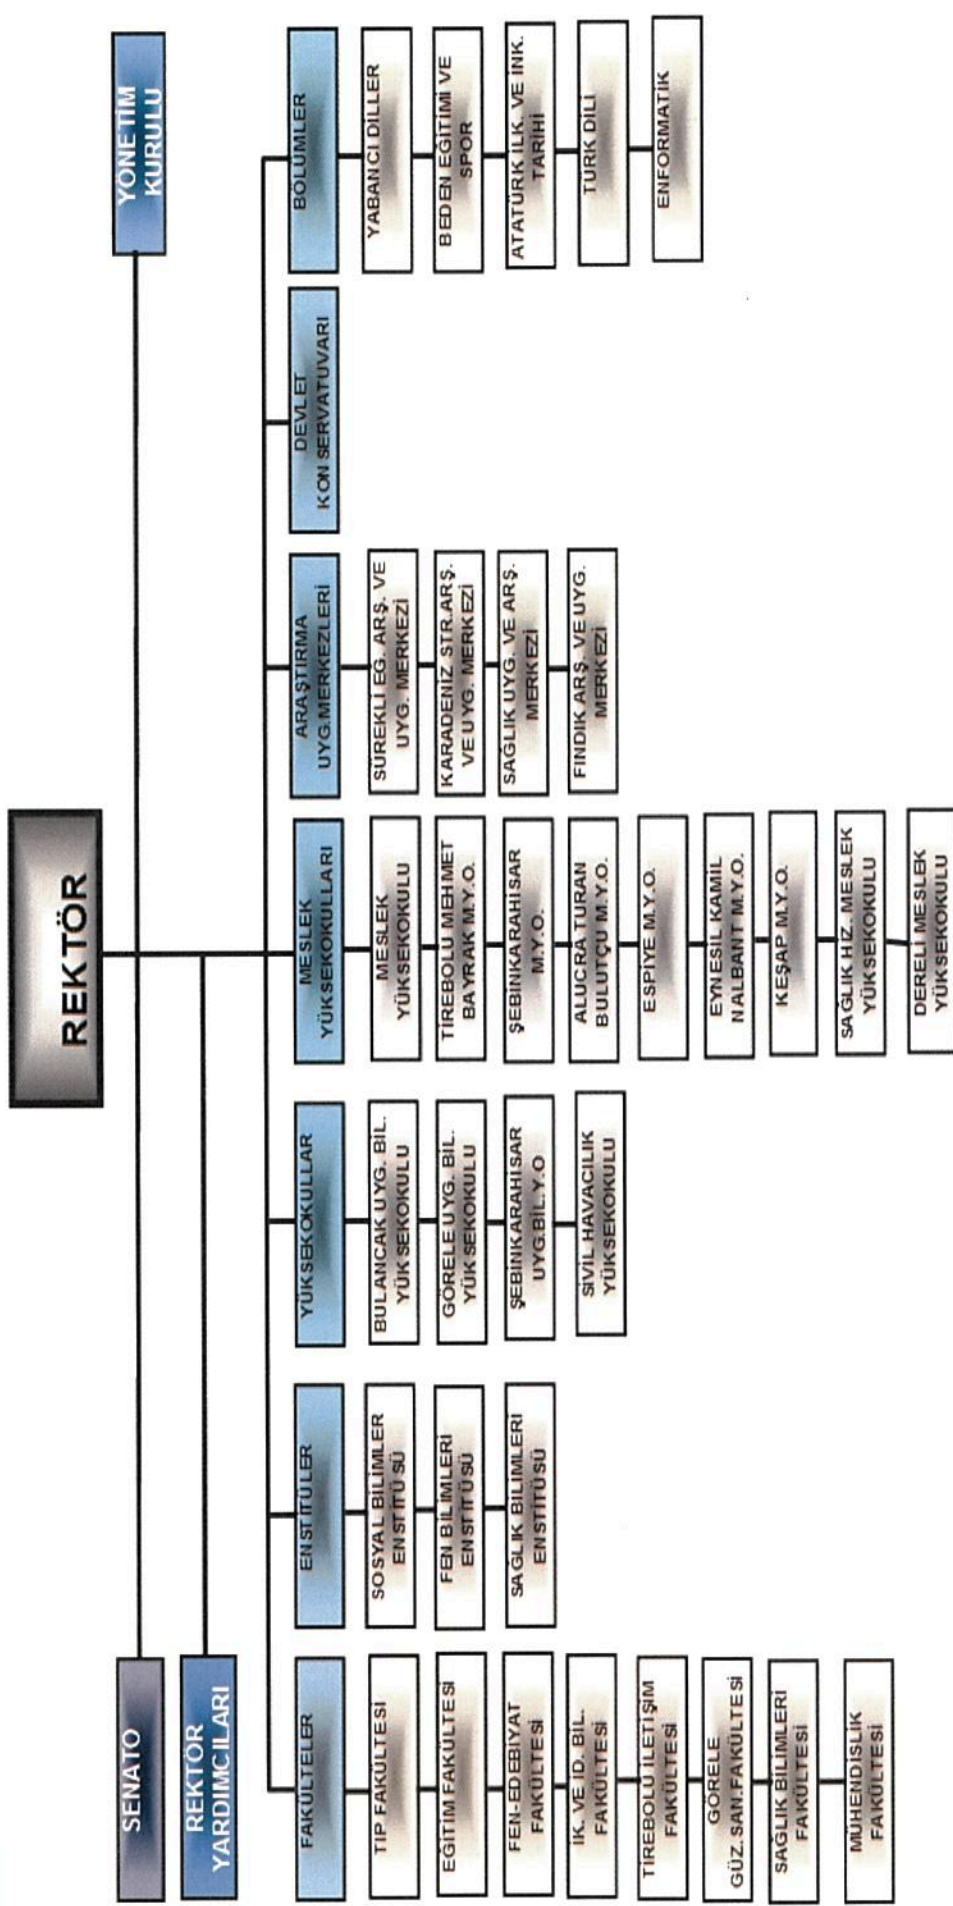 REKTÖR
SENATO
YÖNETİM
KURULU
REKTÖR
YARDIMCILARI
FAKÜLTELER
TIP FAKÜLTESİ
EĞİTİM FAKÜLTESİ
FEN-EDEBİYAT
FAKÜLTESİ
İK. VE İD. BİL.
FAKÜLTESİ
TİREBOLU İLETİŞİM
FAKÜLTESİ
GÖRELE
GÜZ.SAN.FAKÜLTESİ
SAĞLIK BİLİMLERİ
FAKÜLTESİ
MÜHENDİSLİK
FAKÜLTESİ
ENSTİTÜLER
SOSYAL BİLİMLER
ENSTİTÜSÜ
FEN BİLİMLERİ
ENSTİTÜSÜ
SAĞLIK BİLİMLERİ
ENSTİTÜSÜ
YÜKSEKOKULLAR
BULANCAK UYG. BİL.
YÜKSEKOKULU
GÖRELE UYG. BİL.
YÜKSEKOKULU
ŞEBİNKARAHİSAR
UYG.BİL.Y.O
SİVİL HAVACILIK
YÜKSEKOKULU
MESLEK
YÜKSEKOKULLARI
MESLEK
YÜKSEKOKULU
TİREBOLU MEHMET
BAYRAK M.Y.O.
ŞEBİNKARAHİSAR
M.Y.O.
ALUCRA TURAN
BULUTÇU M.Y.O.
ESPİYE M.Y.O.
EYNESİL KAMİL
NALBANT M.Y.O.
KEŞAP M.Y.O.
SAĞLIK HZ. MESLEK
YÜKSEKOKULU
DERELİ MESLEK
YÜKSEKOKULU
ARAŞTIRMA
UYG.MERKEZLERİ
SÜREKLİ EĞ. ARŞ. VE
UYG. MERKEZİ
KARADENİZ STR.ARŞ.
VE UYG. MERKEZİ
SAĞLIK UYG. VE ARŞ.
MERKEZİ
FINDIK ARŞ. VE UYG.
MERKEZİ
DEVLET
KONSERVATUVARI
BÖLÜMLER
YABANCI DİLLER
BEDEN EĞİTİMİ VE
SPOR
ATATÜRK İLK. VE İNK.
TARİHİ
TÜRK DİLİ
ENFORMATİK